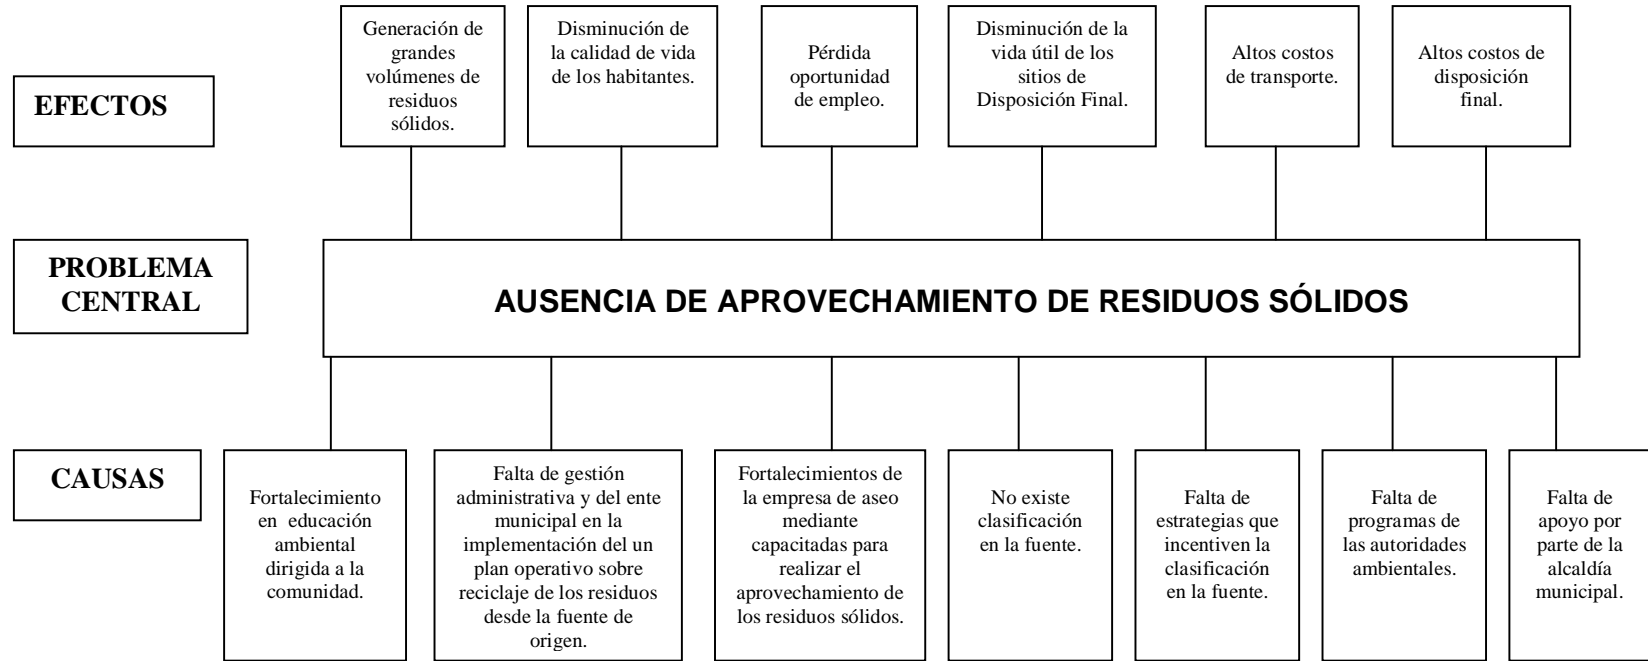 EFECTOS
Generación de
grandes
volúmenes de
residuos
sólidos.
Disminución de
la calidad de vida
de los habitantes.
Pérdida
oportunidad
de empleo.
Disminución de la
vida útil de los
sitios de
Disposición Final.
Altos costos
de transporte.
Altos costos de
disposición
final.
PROBLEMA
CENTRAL
AUSENCIA DE APROVECHAMIENTO DE RESIDUOS SÓLIDOS
CAUSAS
Fortalecimiento
en educación
ambiental
dirigida a la
comunidad.
Falta de gestión
administrativa y del ente
municipal en la
implementación del un
plan operativo sobre
reciclaje de los residuos
desde la fuente de
origen.
Fortalecimientos de
la empresa de aseo
mediante
capacitadas para
realizar el
aprovechamiento de
los residuos sólidos.
No existe
clasificación
en la fuente.
Falta de
estrategias que
incentiven la
clasificación
en la fuente.
Falta de
programas de
las autoridades
ambientales.
Falta de
apoyo por
parte de la
alcaldía
municipal.